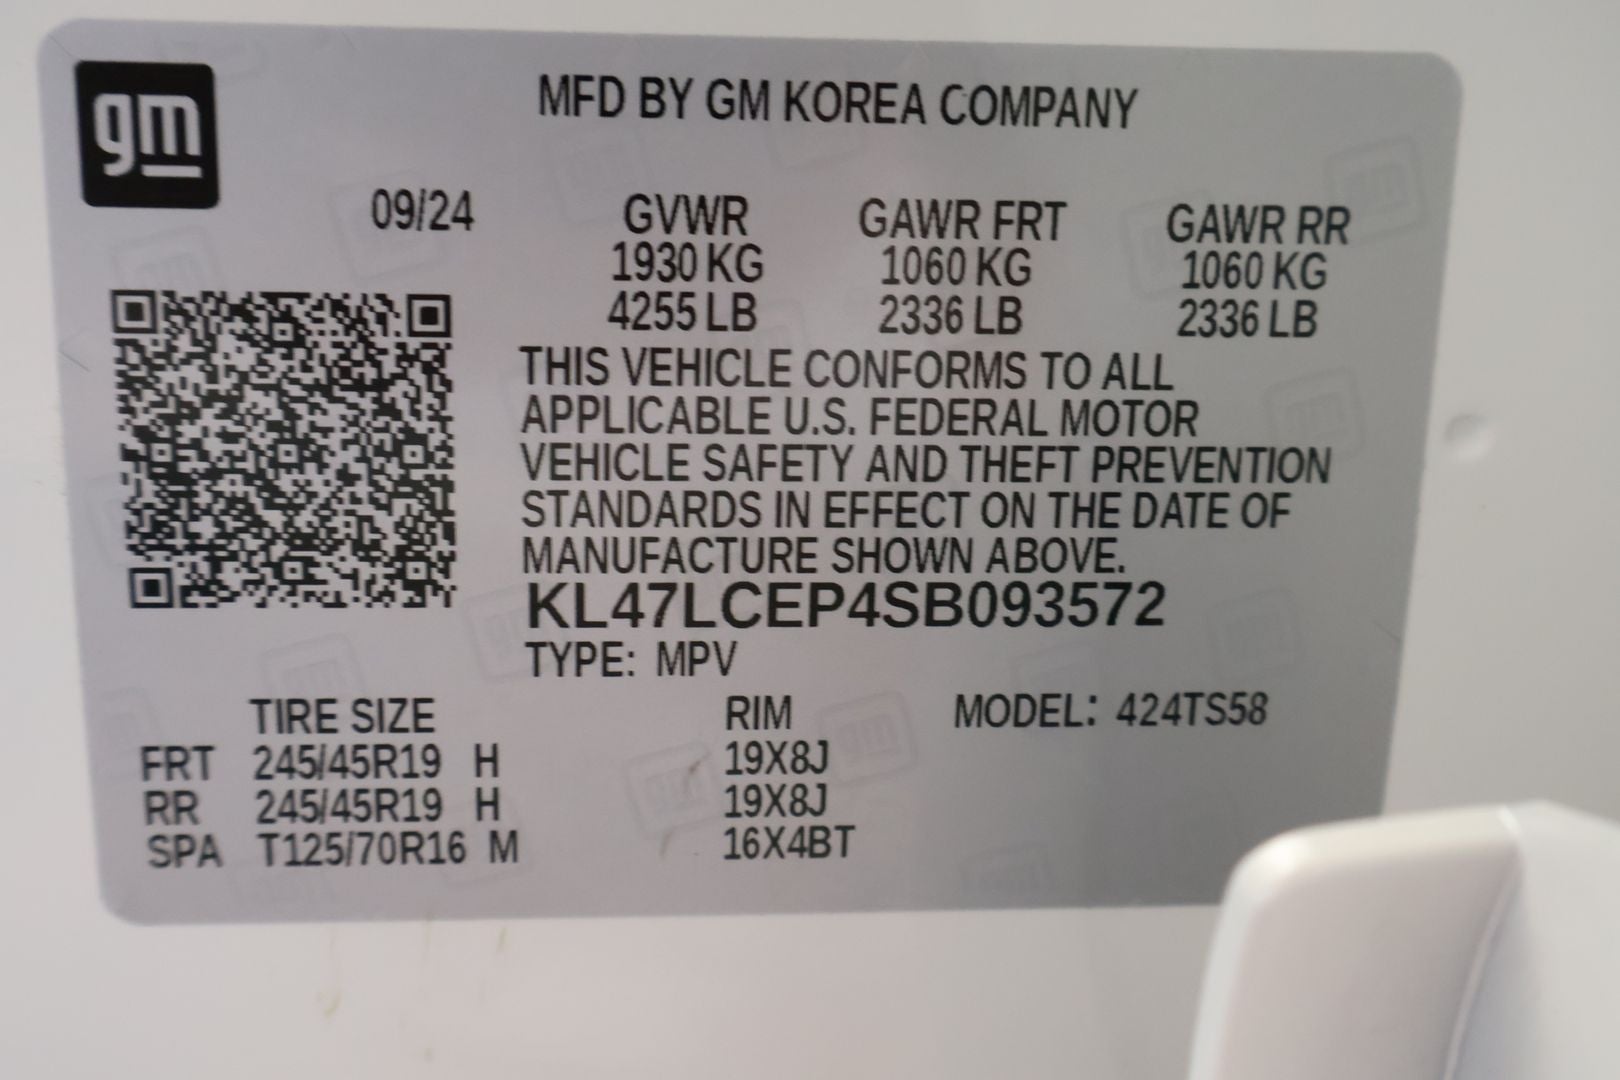 gm
MFD BY GM KOREA COMPANY
09/24 GVWR GAWR FRT GAWR RR
1930 KG 1060 KG 1060 KG
4255 LB 2336 LB 2336 LB
THIS VEHICLE CONFORMS TO ALL
APPLICABLE U.S. FEDERAL MOTOR
VEHICLE SAFETY AND THEFT PREVENTION
STANDARDS IN EFFECT ON THE DATE OF
MANUFACTURE SHOWN ABOVE.
KL47LCEP4SB093572
TYPE: MPV
TIRE SIZE RIM MODEL: 424TS58
FRT 245/45R19 H 19X8J
RR 245/45R19 H 19X8J
SPA T125/70R16 M 16X4BT